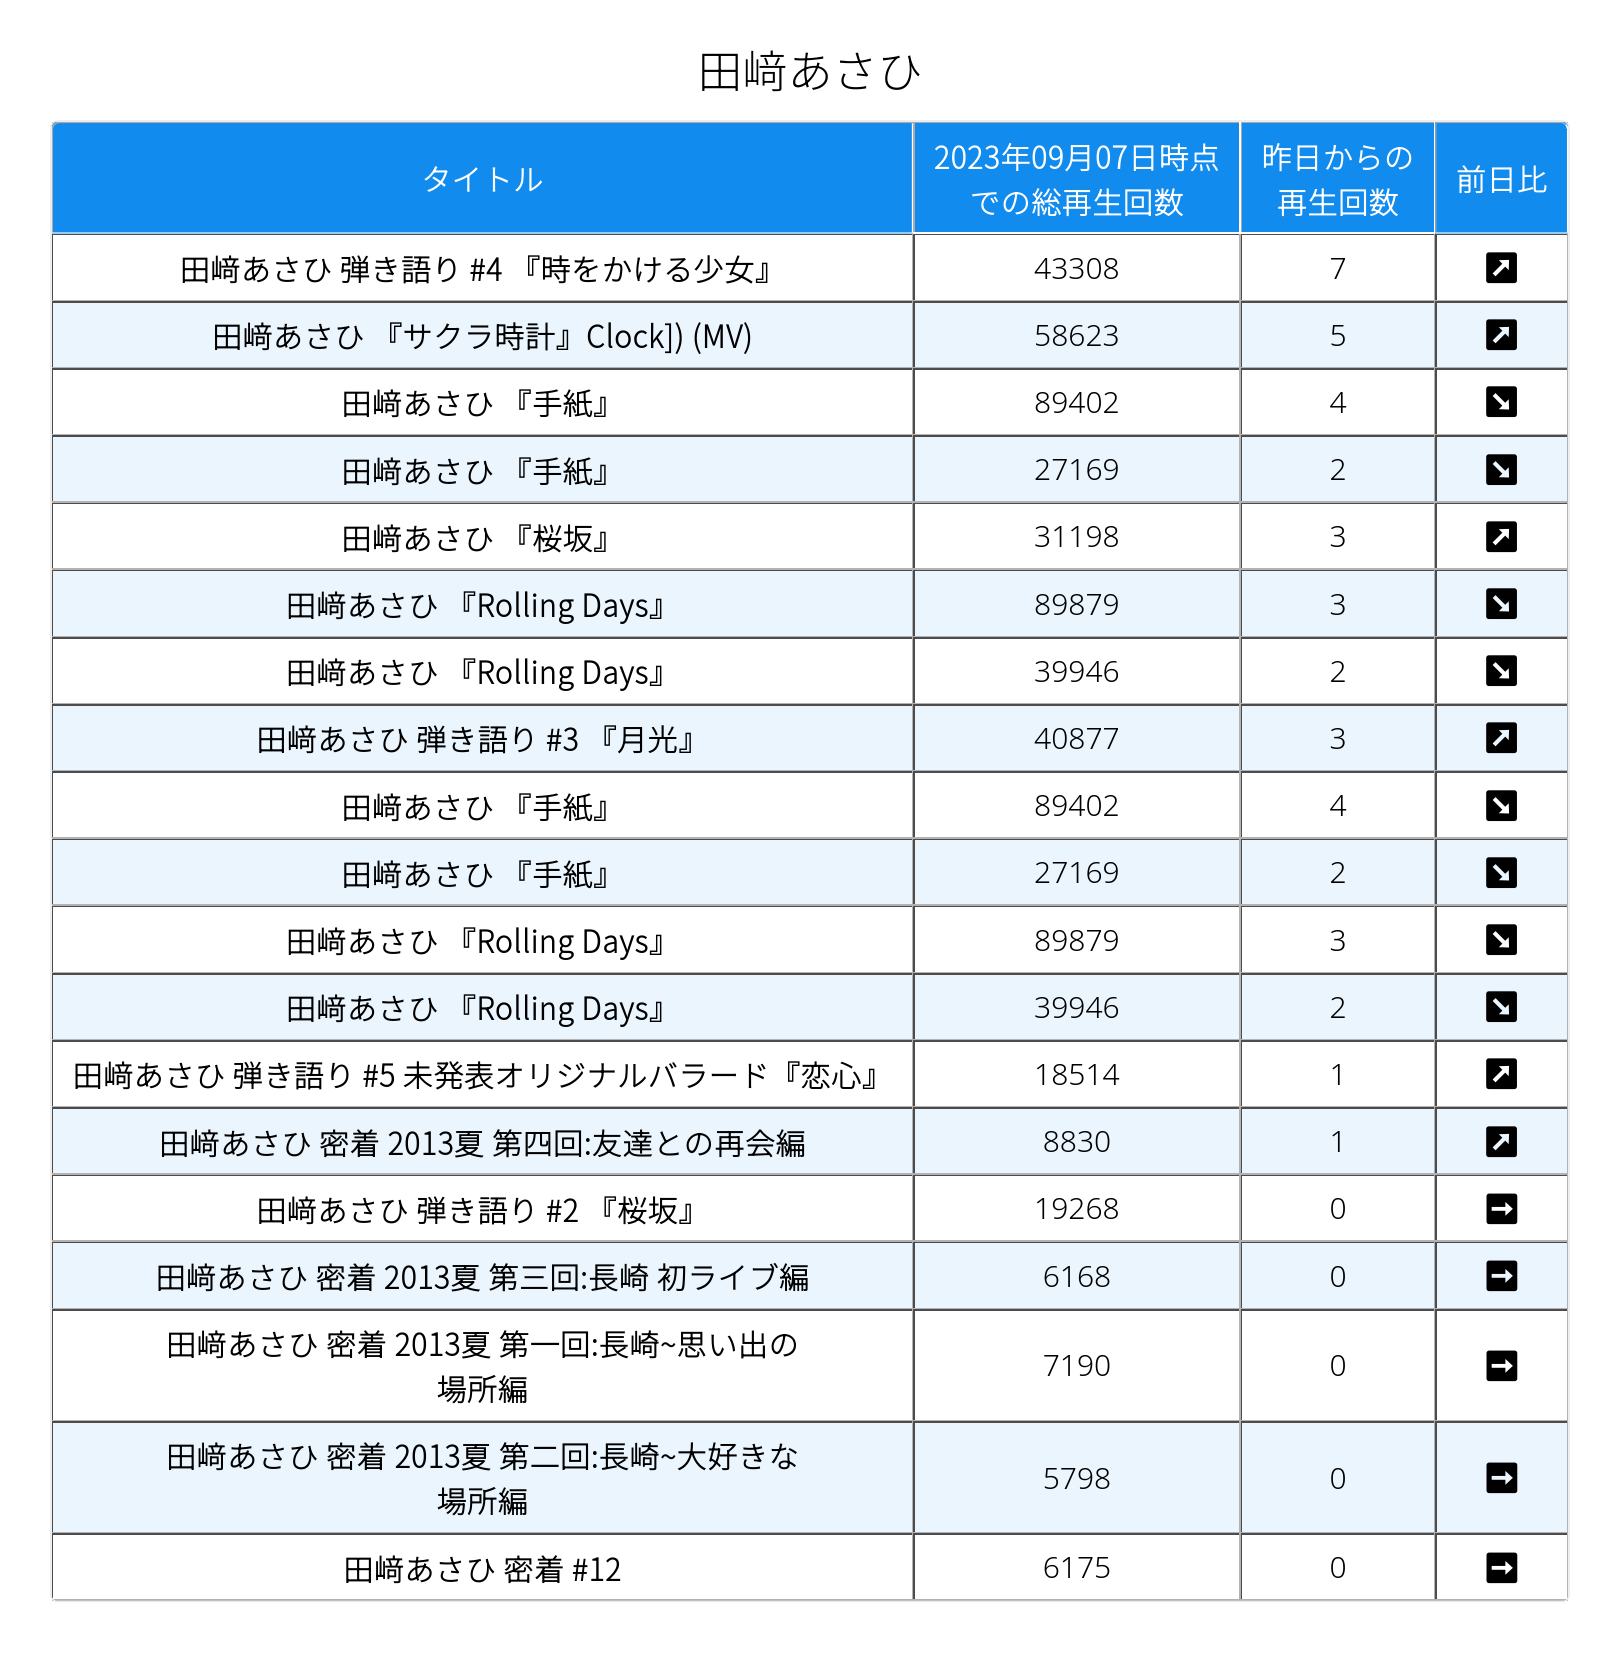 田﨑あさひ
タイトル 2023年09月07日時点 昨日からの 前日比
での総再生回数 再生回数
田﨑あさひ 弾き語り #4 『時をかける少女』 43308 7
田﨑あさひ 『サクラ時計』Clock]) (MV) 58623 5
田﨑あさひ 『手紙』 89402 4
田﨑あさひ 『手紙』 27169 2
田﨑あさひ 『桜坂』 31198 3
田﨑あさひ 『Rolling Days』 89879 3
田﨑あさひ 『Rolling Days』 39946 2
田﨑あさひ 弾き語り #3 『月光』 40877 3
田﨑あさひ 『手紙』 89402 4
田﨑あさひ 『手紙』 27169 2
田﨑あさひ 『Rolling Days』 89879 3
田﨑あさひ 『Rolling Days』 39946 2
田﨑あさひ 弾き語り #5 未発表オリジナルバラード『恋心』 18514 1
田﨑あさひ 密着 2013夏 第四回:友達との再会編 8830 1
田﨑あさひ 弾き語り #2 『桜坂』 19268 0
田﨑あさひ 密着 2013夏 第三回:長崎 初ライブ編 6168 0
田﨑あさひ 密着 2013夏 第一回:長崎~思い出の
場所編 7190 0
田﨑あさひ 密着 2013夏 第二回:長崎~大好きな
場所編 5798 0
田﨑あさひ 密着 #12 6175 0